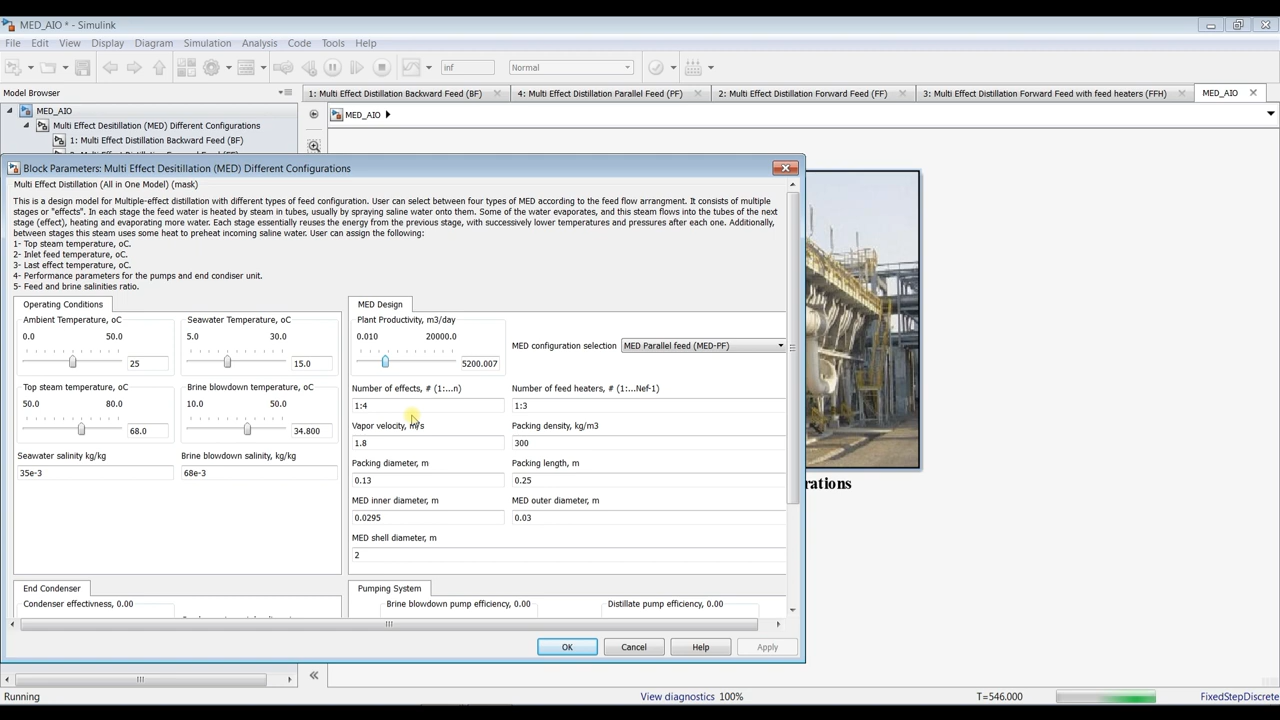 MED_AIO * - Simulink
File Edit View Display Diagram Simulation Analysis Code Tools Help
inf
Normal
Model Browser
1: Multi Effect Distillation Backward Feed (BF)
4: Multi Effect Distillation Parallel Feed (PF)
2: Multi Effect Distillation Forward Feed (FF)
3: Multi Effect Distillation Forward Feed with feed heaters (FFH)
MED_AIO
MED_AIO
MED_AIO
Multi Effect Desitillation (MED) Different Configurations
1: Multi Effect Distillation Backward Feed (BF)
Block Parameters: Multi Effect Desitillation (MED) Different Configurations
Multi Effect Distillation (All in One Model) (mask)
This is a design model for Multiple-effect distillation with different types of feed configuration. User can select between four types of MED according to the feed flow arrangment. It consists of multiple
stages or "effects". In each stage the feed water is heated by steam in tubes, usually by spraying saline water onto them. Some of the water evaporates, and this steam flows into the tubes of the next
stage (effect), heating and evaporating more water. Each stage essentially reuses the energy from the previous stage, with successively lower temperatures and pressures after each one. Additionally,
between stages this steam uses some heat to preheat incoming saline water. User can assign the following:
1- Top steam temperature, oC.
2- Inlet feed temperature, oC.
3- Last effect temperature, oC.
4- Performance parameters for the pumps and end condiser unit.
5- Feed and brine salinities ratio.
Operating Conditions
Ambient Temperature, oC
0.0 50.0
25
Seawater Temperature, oC
5.0 30.0
15.0
Top steam temperature, oC
50.0 80.0
68.0
Brine blowdown temperature, oC
10.0 50.0
34.800
Seawater salinity kg/kg
35e-3
Brine blowdown salinity, kg/kg
68e-3
MED Design
Plant Productivity, m3/day
0.010 20000.0
5200.007
MED configuration selection MED Parallel feed (MED-PF)
Number of effects, # (1:...n)
1:4
Number of feed heaters, # (1:...Nef-1)
1:3
Vapor velocity, m/s
1.8
Packing density, kg/m3
300
Packing diameter, m
0.13
Packing length, m
0.25
MED inner diameter, m
0.0295
MED outer diameter, m
0.03
MED shell diameter, m
2
rations
End Condenser
Condenser effectivness, 0.00
Pumping System
Brine blowdown pump efficiency, 0.00
Distillate pump efficiency, 0.00
OK Cancel Help Apply
Running
View diagnostics 100%
T=546.000
FixedStepDiscrete